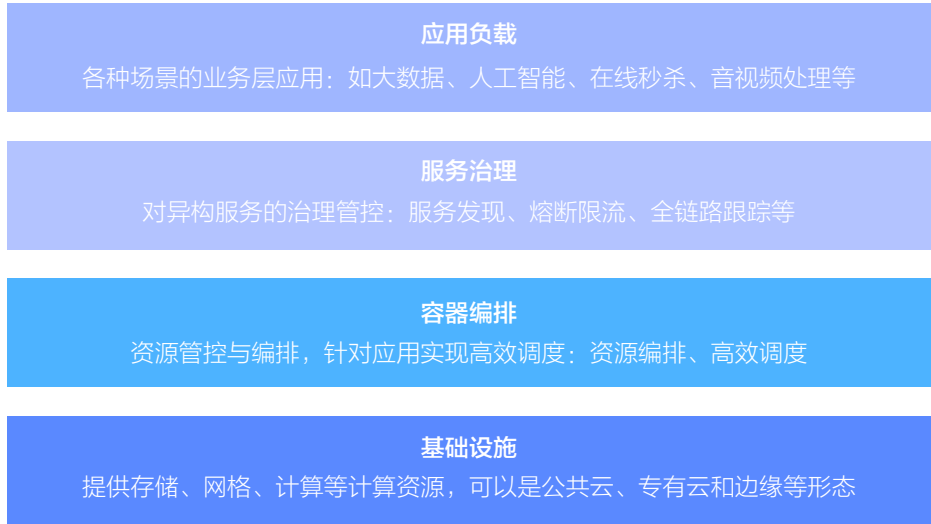 应用负载
各种场景的业务层应用：如大数据、人工智能、在线秒杀、音视频处理等
服务治理
对异构服务的治理管控：服务发现、熔断限流、全链路跟踪等
容器编排
资源管控与编排，针对应用实现高效调度：资源编排、高效调度
基础设施
提供存储、网格、计算等计算资源，可以是公共云、专有云和边缘等形态